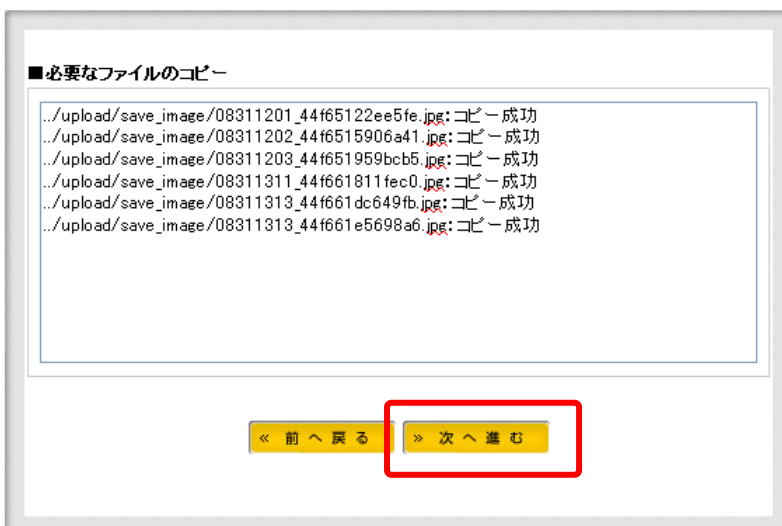 ■必要なファイルのコピー
../upload/save_image/08311201_44f65122ee5fe.jpg:コピー成功
../upload/save_image/08311202_44f6515906a41.jpg:コピー成功
../upload/save_image/08311203_44f651959bcb5.jpg:コピー成功
../upload/save_image/08311311_44f661811fec0.jpg:コピー成功
../upload/save_image/08311313_44f661dc649fb.jpg:コピー成功
../upload/save_image/08311313_44f661e5698a6.jpg:コピー成功
« 前へ戻る » 次へ進む